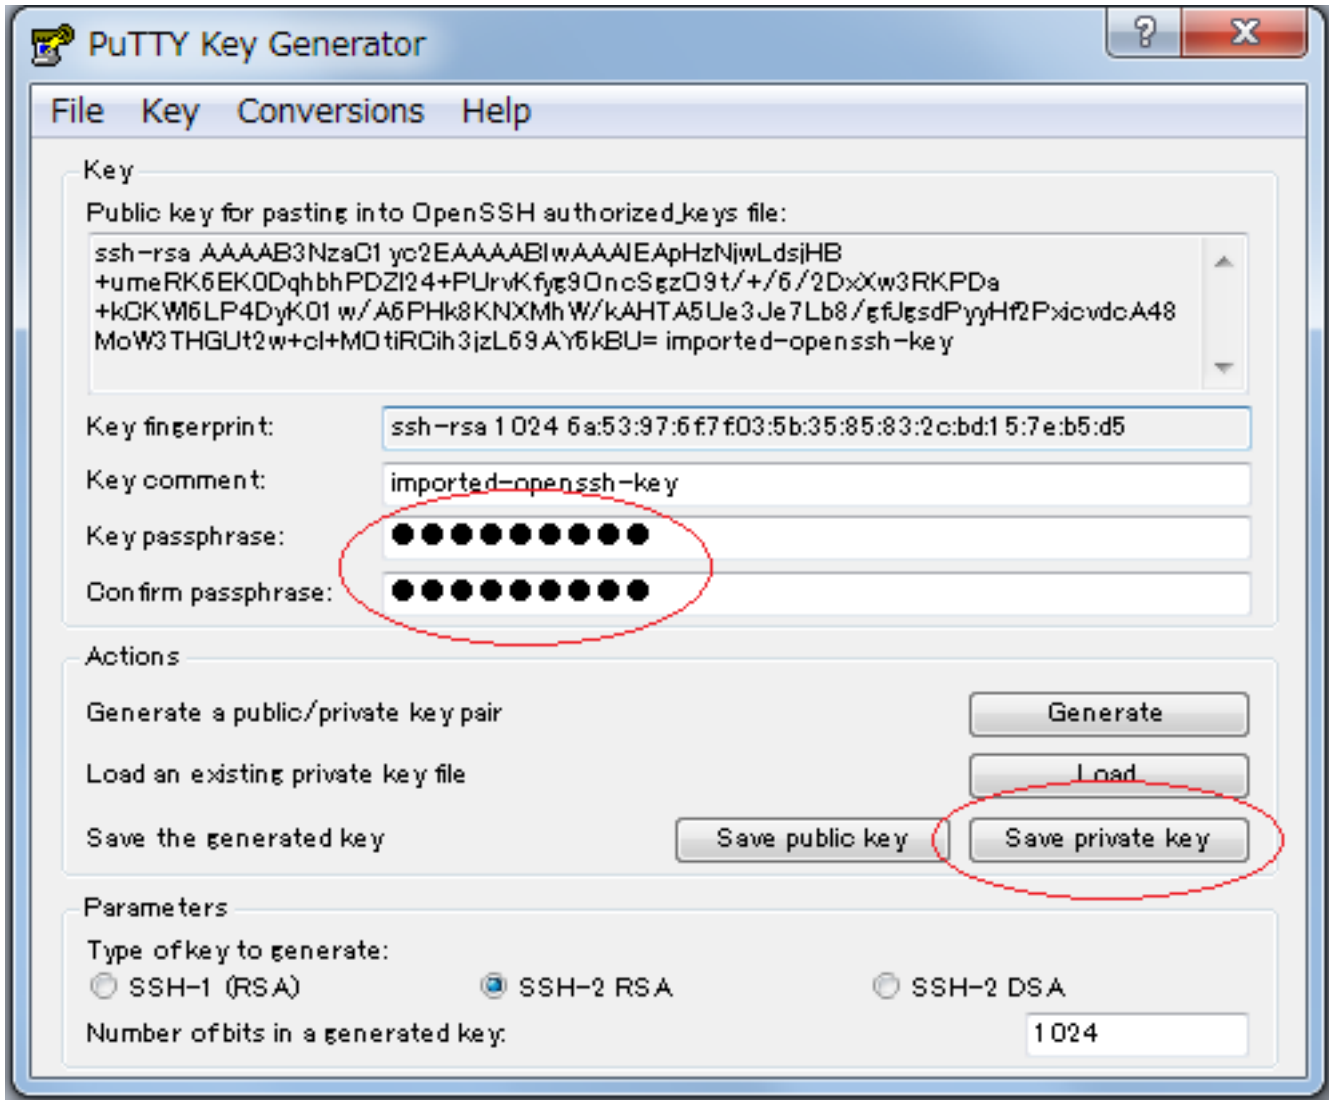 PuTTY Key Generator
File Key Conversions Help
Key
Public key for pasting into OpenSSH authorized_keys file:
ssh-rsa AAAAB3NzaC1yc2EAAAABIwAAAIEApHzNjwLdsjHB
+umeRK6EK0DqhbhPDZI24+PUrvKfyg9OncSgzO9t/+/6/2DxXw3RKPDa
+kCKWI6LP4DyKO1w/A6PHk8KNXMhW/kAHTA5Ue3Je7Lb8/gfJgsdPyyHf2PxicvdcA48
MoW3THGUt2w+cI+MOtiRCih3jzL69AY6kBU= imported-openssh-key
Key fingerprint: ssh-rsa 1024 6a:53:97:6f:7f:03:5b:35:85:83:2c:bd:15:7e:b5:d5
Key comment: imported-openssh-key
Key passphrase: ●●●●●●●●●
Confirm passphrase: ●●●●●●●●●
Actions
Generate a public/private key pair Generate
Load an existing private key file Load
Save the generated key Save public key Save private key
Parameters
Type of key to generate:
SSH-1 (RSA) SSH-2 RSA SSH-2 DSA
Number of bits in a generated key: 1024